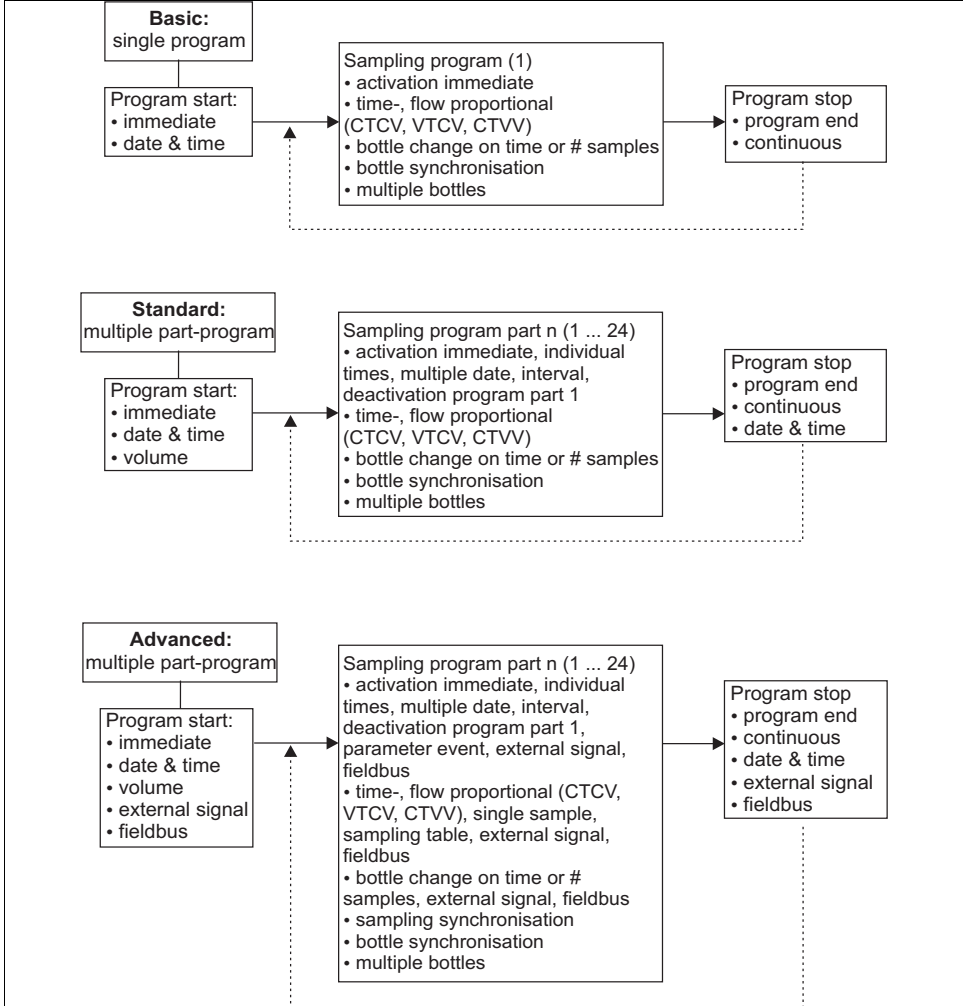 Basic:
single program
Program start:
• immediate
• date & time
Sampling program (1)
• activation immediate
• time-, flow proportional
(CTCV, VTCV, CTVV)
• bottle change on time or # samples
• bottle synchronisation
• multiple bottles
Program stop
• program end
• continuous
Standard:
multiple part-program
Program start:
• immediate
• date & time
• volume
Sampling program part n (1 ... 24)
• activation immediate, individual
times, multiple date, interval,
deactivation program part 1
• time-, flow proportional
(CTCV, VTCV, CTVV)
• bottle change on time or # samples
• bottle synchronisation
• multiple bottles
Program stop
• program end
• continuous
• date & time
Advanced:
multiple part-program
Program start:
• immediate
• date & time
• volume
• external signal
• fieldbus
Sampling program part n (1 ... 24)
• activation immediate, individual
times, multiple date, interval,
deactivation program part 1,
parameter event, external signal,
fieldbus
• time-, flow proportional (CTCV,
VTCV, CTVV), single sample,
sampling table, external signal,
fieldbus
• bottle change on time or #
samples, external signal, fieldbus
• sampling synchronisation
• bottle synchronisation
• multiple bottles
Program stop
• program end
• continuous
• date & time
• external signal
• fieldbus